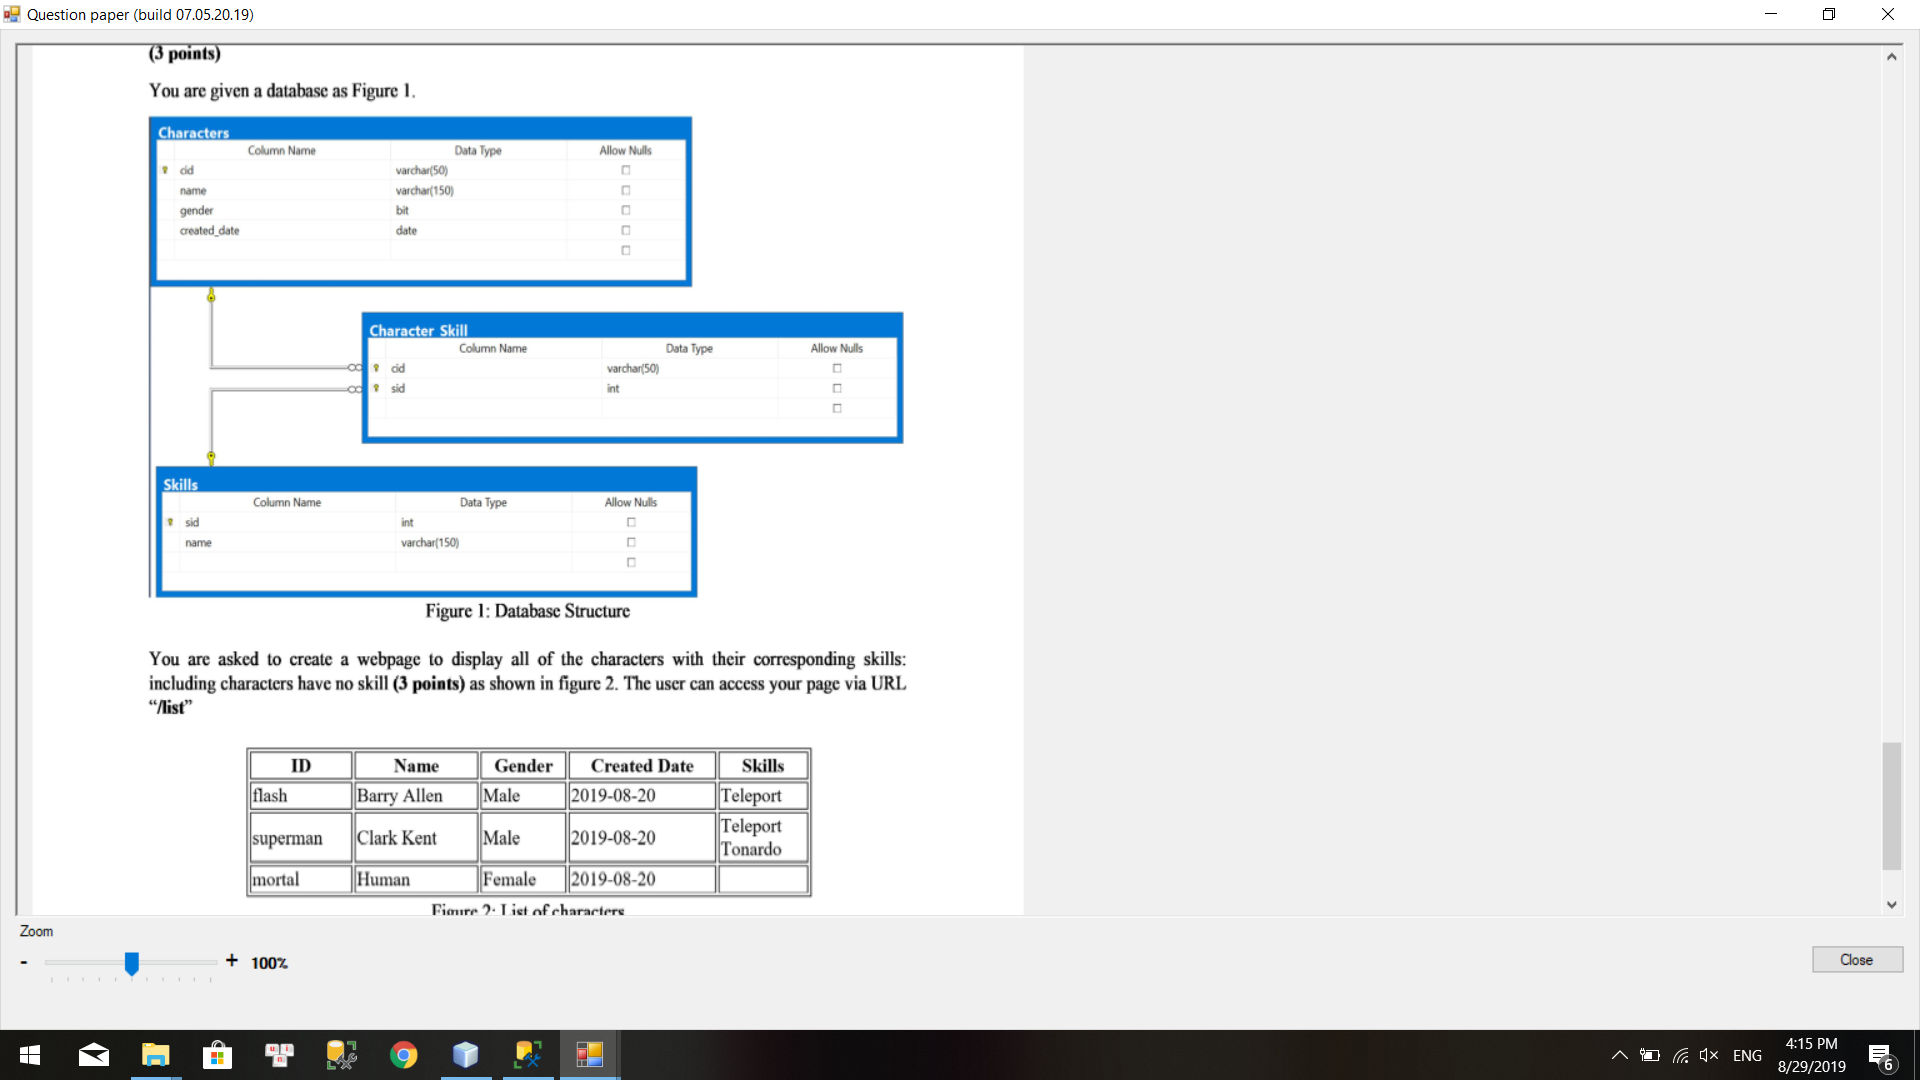 Question paper (build 07.05.20.19)
(3 points)
You are given a database as Figure 1.
Characters
Column Name Data Type Allow Nulls
cid varchar(50)
name varchar(150)
gender bit
created_date date
Character Skill
Column Name Data Type Allow Nulls
cid varchar(50)
sid int
Skills
Column Name Data Type Allow Nulls
sid int
name varchar(150)
Figure 1: Database Structure
You are asked to create a webpage to display all of the characters with their corresponding skills:
including characters have no skill (3 points) as shown in figure 2. The user can access your page via URL
“/list”
ID Name Gender Created Date Skills
flash Barry Allen Male 2019-08-20 Teleport
superman Clark Kent Male 2019-08-20 Teleport
Tonardo
mortal Human Female 2019-08-20
Figure 2: List of characters
Zoom
- + 100%
Close
ENG
4:15 PM
8/29/2019
6